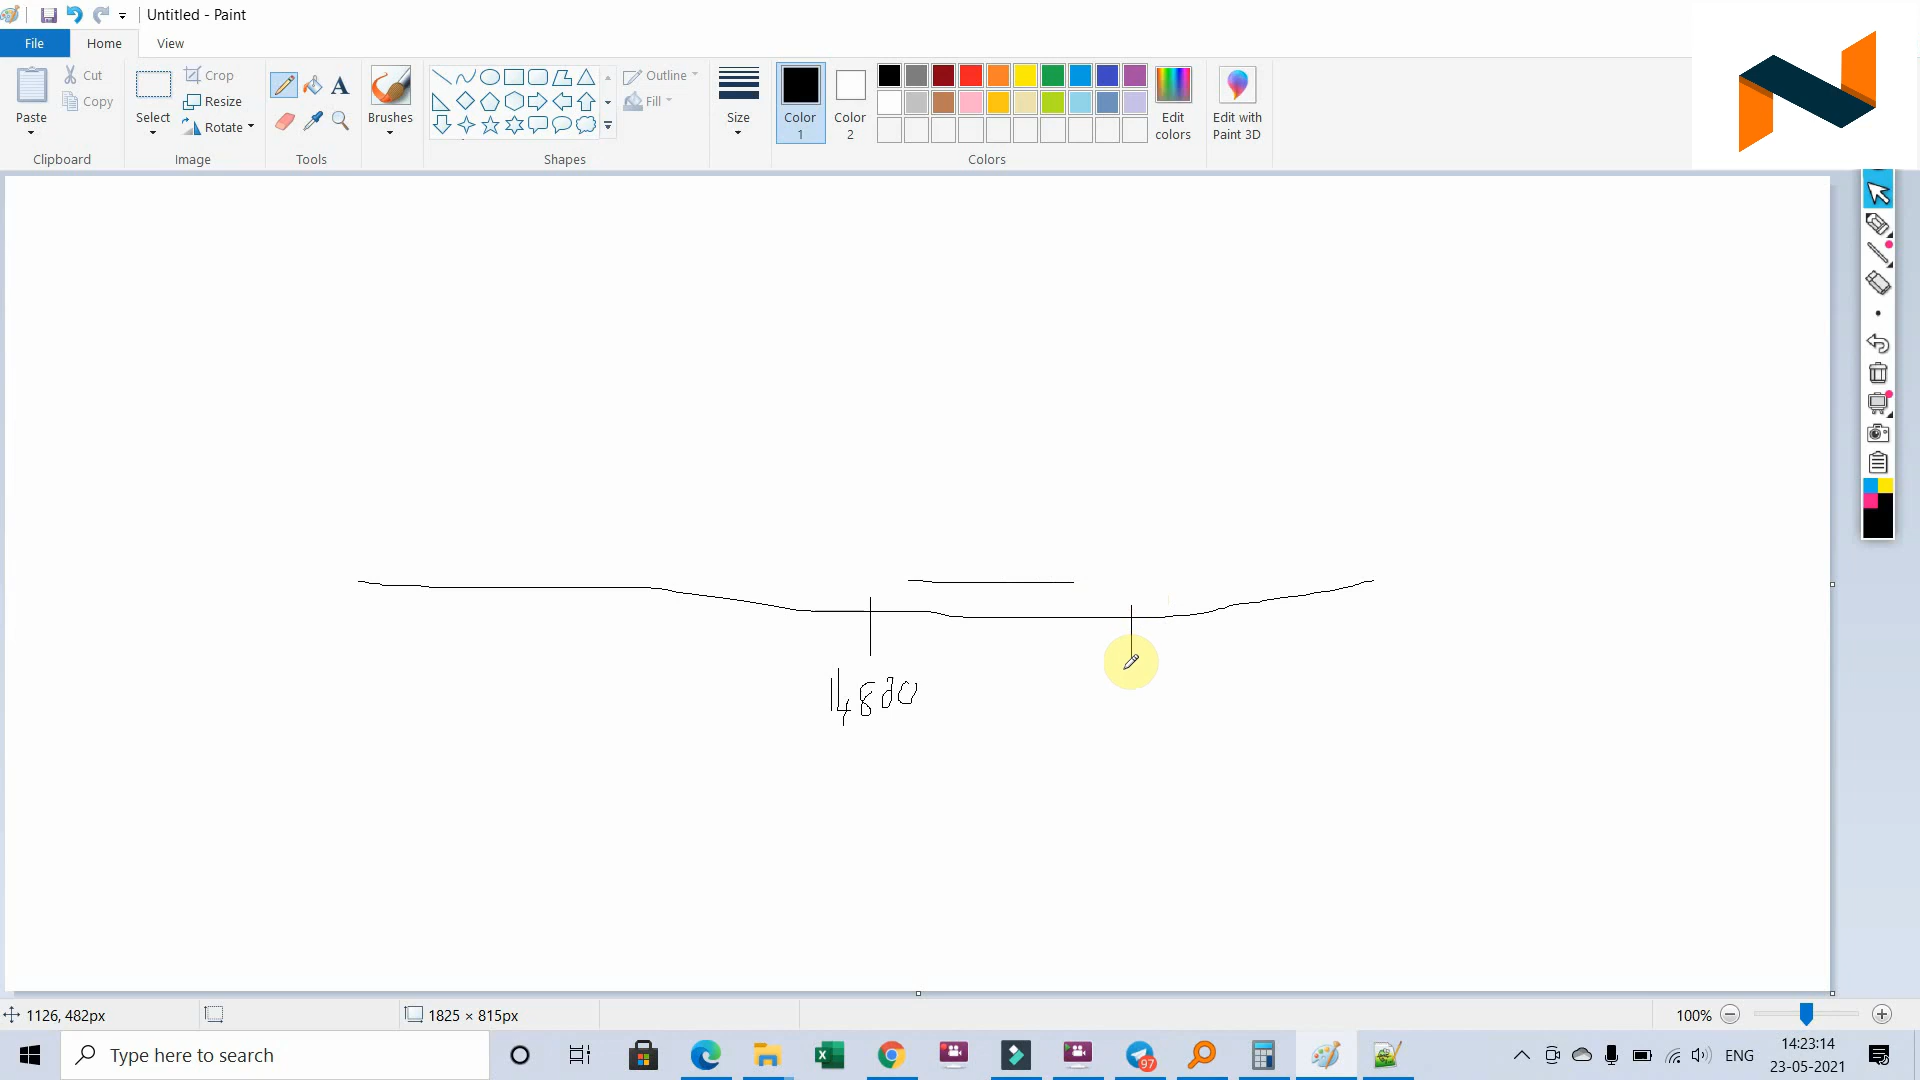 Untitled - Paint
File Home View
Paste
Cut
Copy
Clipboard
Select
Crop
Resize
Rotate
Image
A
Tools
Brushes
Outline
Fill
Shapes
Size
Color 1
Color 2
Edit colors
Colors
Edit with Paint 3D
14800
1126, 482px
1825 × 815px
100%
Type here to search
97
ENG
14:23:14
23-05-2021